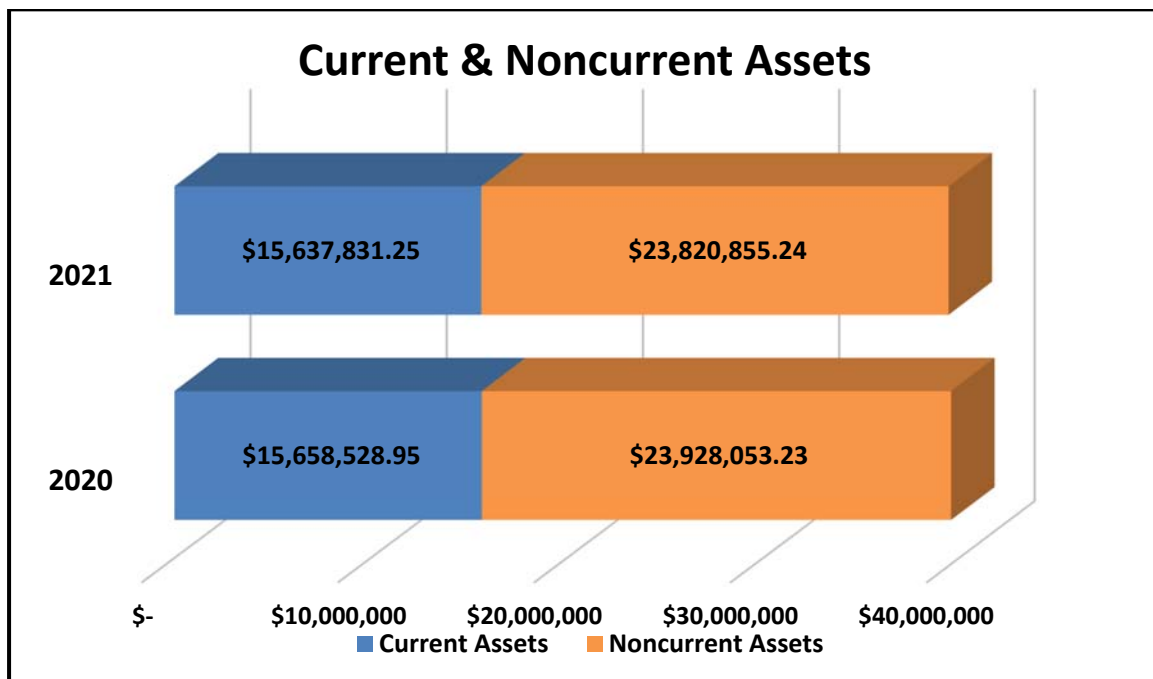 Current & Noncurrent Assets
$15,637,831.25 $23,820,855.24
2021
$15,658,528.95 $23,928,053.23
2020
$- $10,000,000 $20,000,000 $30,000,000 $40,000,000
Current Assets Noncurrent Assets